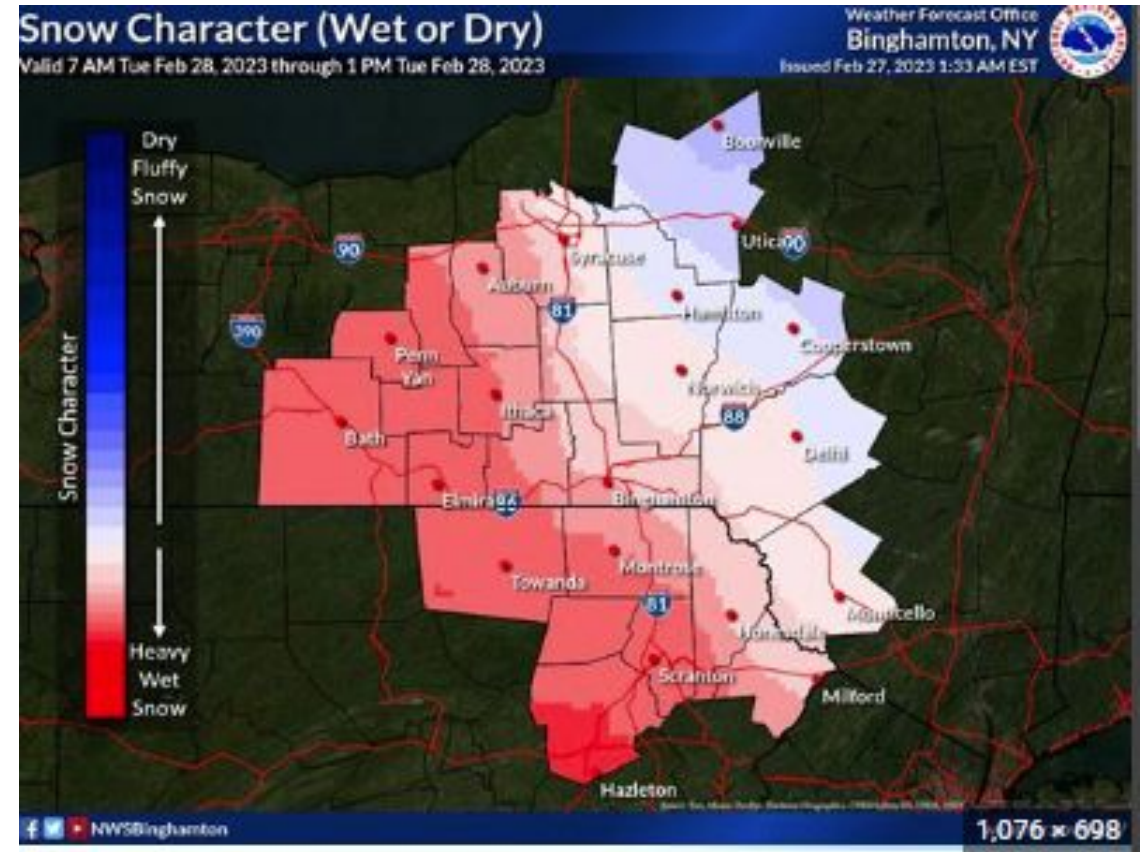 Snow Character (Wet or Dry)
Valid 7 AM Tue Feb 28, 2023 through 1 PM Tue Feb 28, 2023
Weather Forecast Office
Binghamton, NY
Issued Feb 27, 2023 1:33 AM EST
Dry
Fluffy
Snow
Snow Character
Heavy
Wet
Snow
Boonville
90
Utica
90
Syracuse
Auburn
81
Hamilton
390
Cooperstown
Penn
Yan
Norwich
Ithaca
88
Bath
Delhi
Elmira
86
Binghamton
Montrose
Towanda
81
Monticello
Honesdale
Scranton
Milford
Hazleton
NWSBinghamton
1,076 × 698